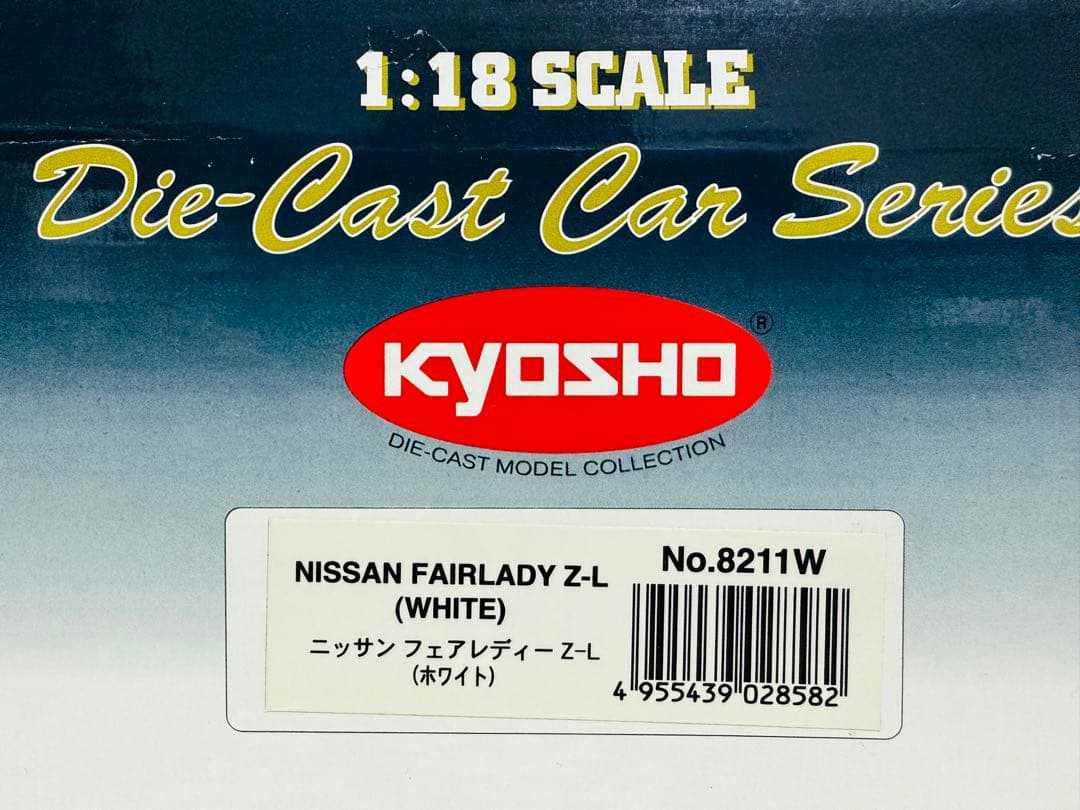 1:18 SCALE
Die-Cast Car Series
KYOSHO ®
DIE-CAST MODEL COLLECTION
NISSAN FAIRLADY Z-L
(WHITE)
ニッサン フェアレディー Z-L
(ホワイト)
No.8211W
4 955439 028582